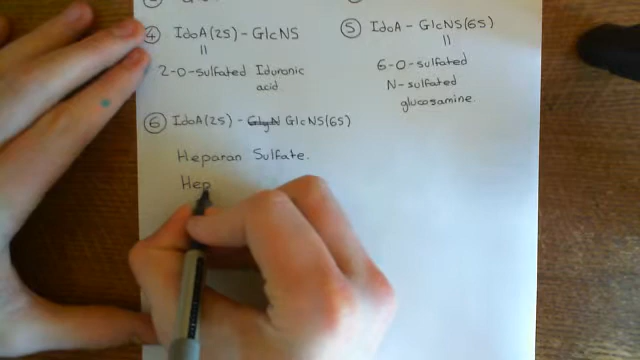 ④ IdoA(2S) - GlcNS
=
2-O-sulfated Iduronic
acid.
⑤ IdoA - GlcNS(6S)
=
6-O-sulfated
N-sulfated
glucosamine.
⑥ IdoA(2S) - GlyN GlcNS(6S)
Heparan Sulfate.
Hep